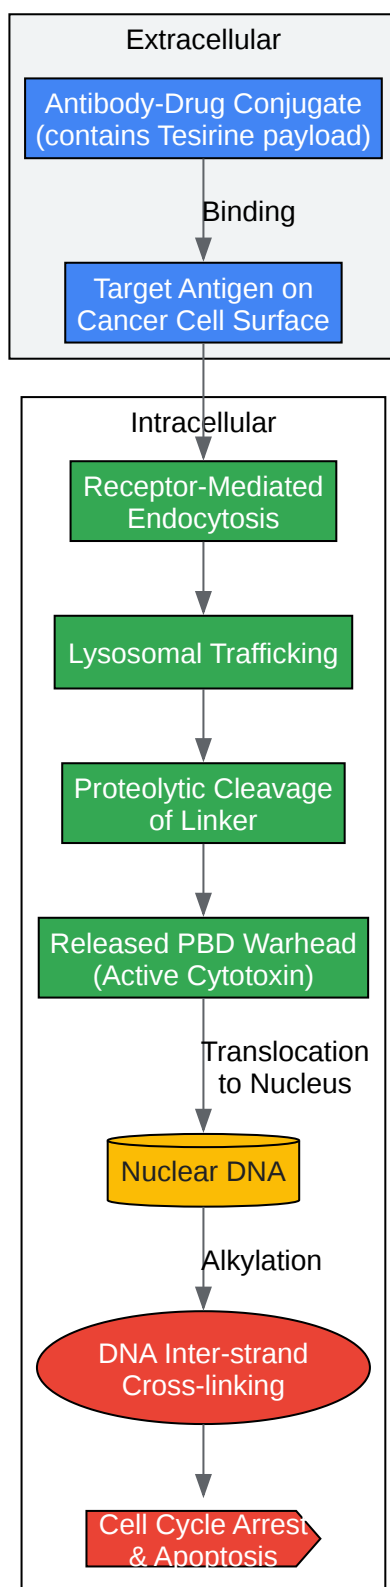 Extracellular
Antibody-Drug Conjugate
(contains Tesirine payload)
Binding
Target Antigen on
Cancer Cell Surface
Intracellular
Receptor-Mediated
Endocytosis
Lysosomal Trafficking
Proteolytic Cleavage
of Linker
Released PBD Warhead
(Active Cytotoxin)
Translocation
to Nucleus
Nuclear DNA
Alkylation
DNA Inter-strand
Cross-linking
Cell Cycle Arrest
& Apoptosis